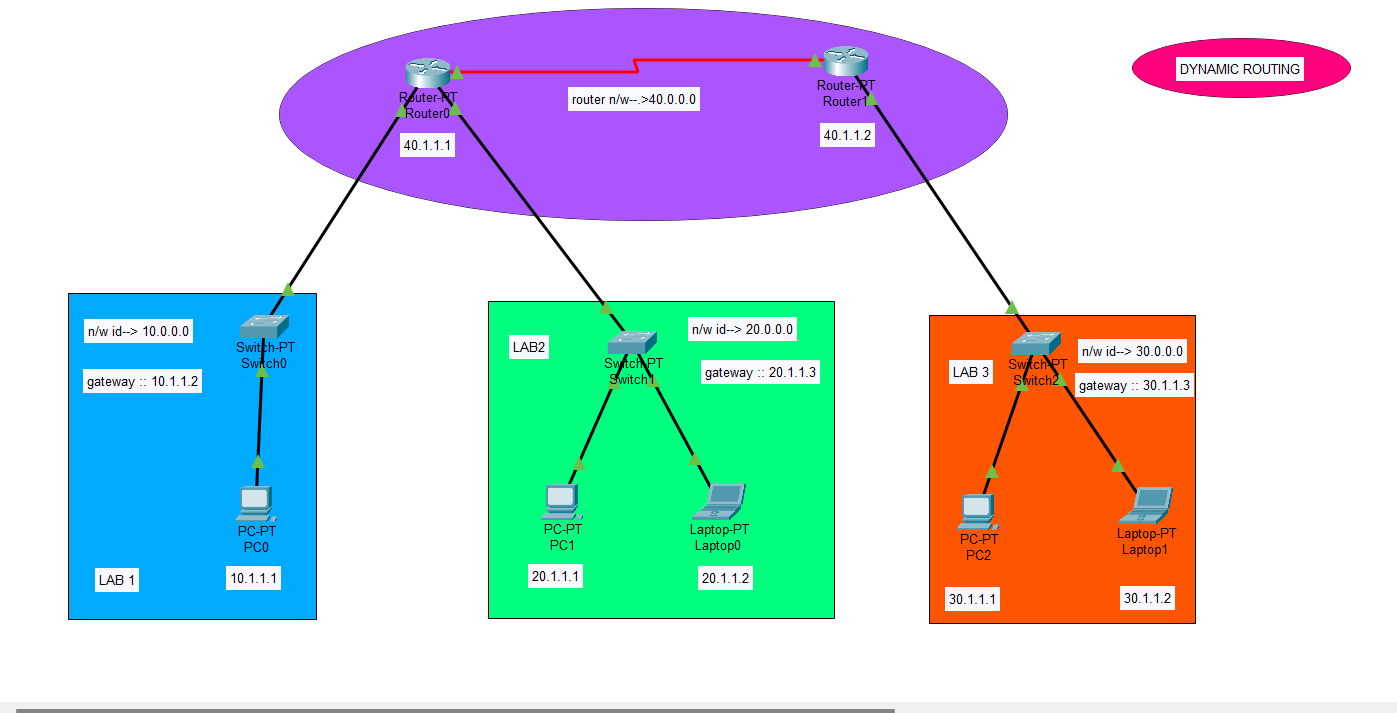 DYNAMIC ROUTING
Router-PT
Router0
40.1.1.1
router n/w--.>40.0.0.0
Router-PT
Router1
40.1.1.2
n/w id--> 10.0.0.0
Switch-PT
Switch0
gateway :: 10.1.1.2
PC-PT
PC0
LAB 1
10.1.1.1
LAB2
n/w id--> 20.0.0.0
Switch-PT
Switch1
gateway :: 20.1.1.3
PC-PT
PC1
20.1.1.1
Laptop-PT
Laptop0
20.1.1.2
LAB 3
n/w id--> 30.0.0.0
Switch-PT
Switch2
gateway :: 30.1.1.3
PC-PT
PC2
30.1.1.1
Laptop-PT
Laptop1
30.1.1.2